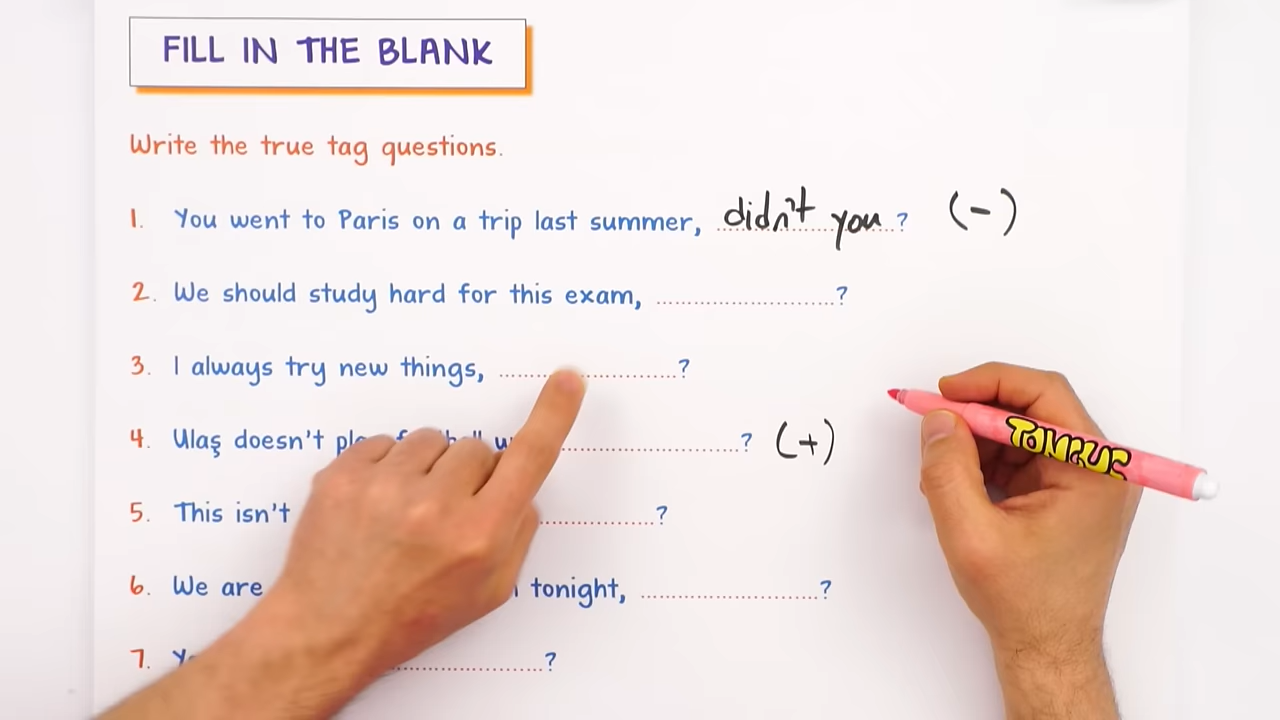 FILL IN THE BLANK
Write the true tag questions.
1. You went to Paris on a trip last summer, didn't you ? (-)
2. We should study hard for this exam, ....................?
3. I always try new things, ....................?
4. Ulaş doesn't ....................? (+)
5. This isn't ....................?
6. We are tonight, ....................?
7. ....................?
TONGUE